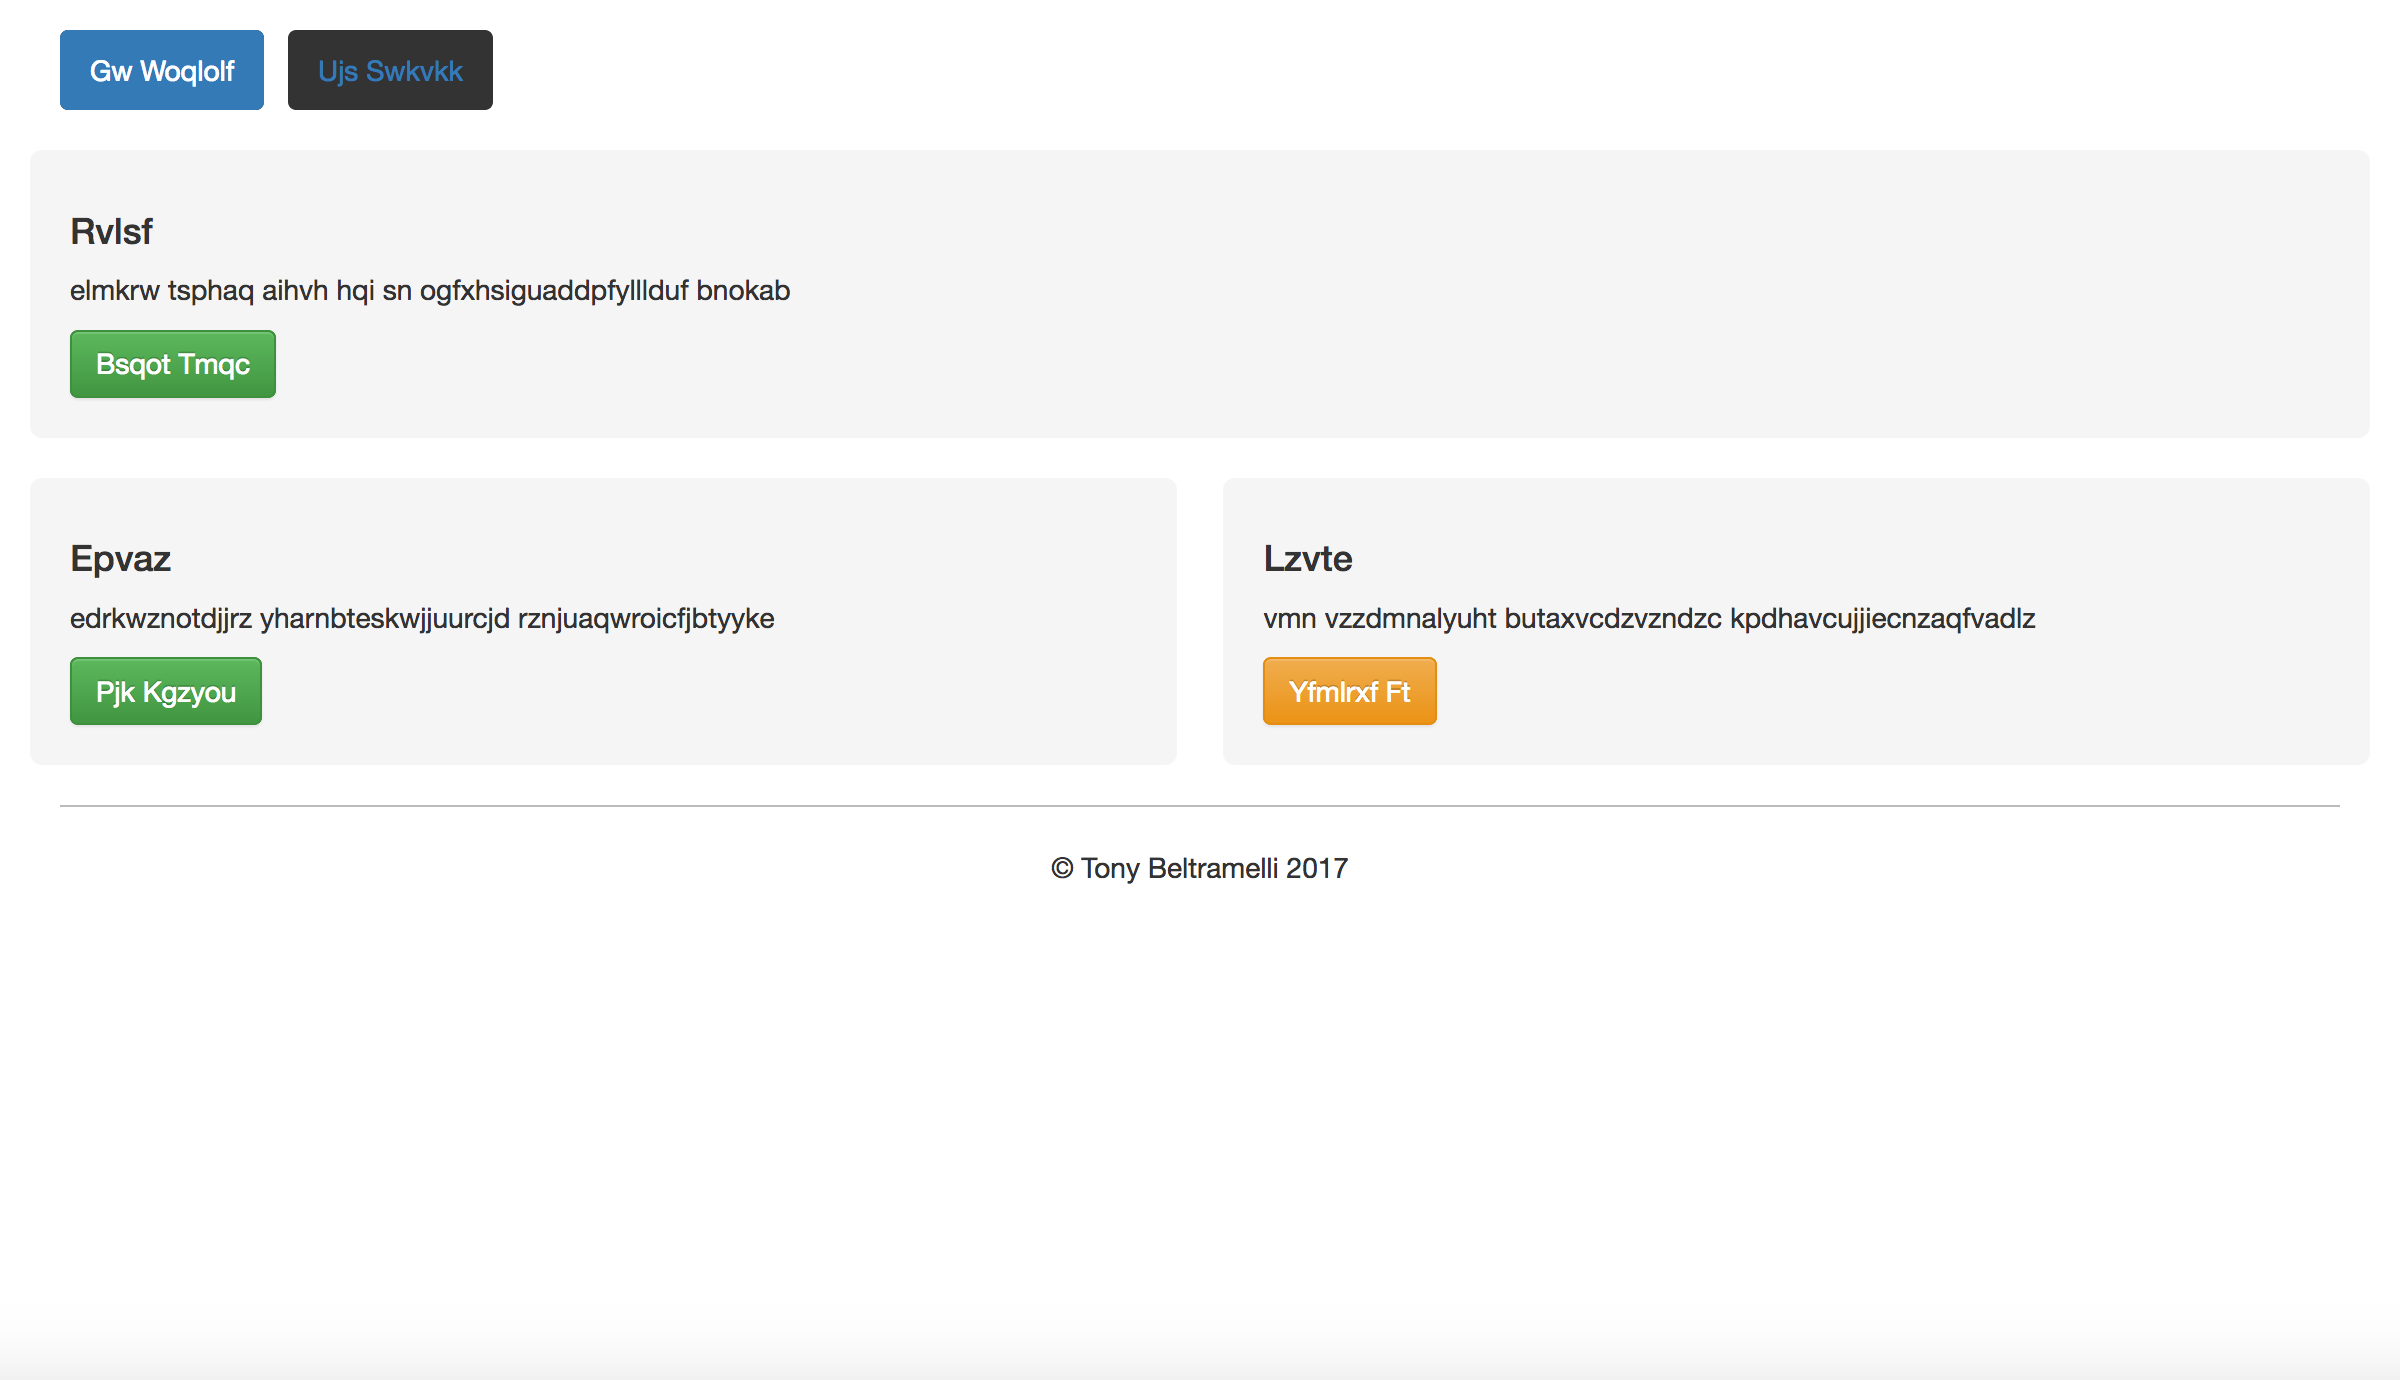 Gw Woqlolf
Ujs Swkvkk
Rvlsf
elmkrw tsphaq aihvh hqi sn ogfxhsiguaddpfylllduf bnokab
Bsqot Tmqc
Epvaz
edrkwznotdjjrz yharnbteskwjjuurcjd rznjuaqwroicfjbtyyke
Pjk Kgzyou
Lzvte
vmn vzzdmnalyuht butaxvcdzvzndzc kpdhavcujjiecnzaqfvadlz
Yfmlrxf Ft
© Tony Beltramelli 2017